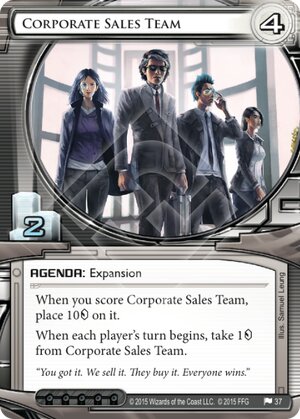 CORPORATE SALES TEAM
4
2
AGENDA: Expansion
When you score Corporate Sales Team,
place 10 on it.
When each player's turn begins, take 1
from Corporate Sales Team.
"You got it. We sell it. They buy it. Everyone wins."
Illus. Samuel Leung
© 2015 Wizards of the Coast LLC. © 2015 FFG
37